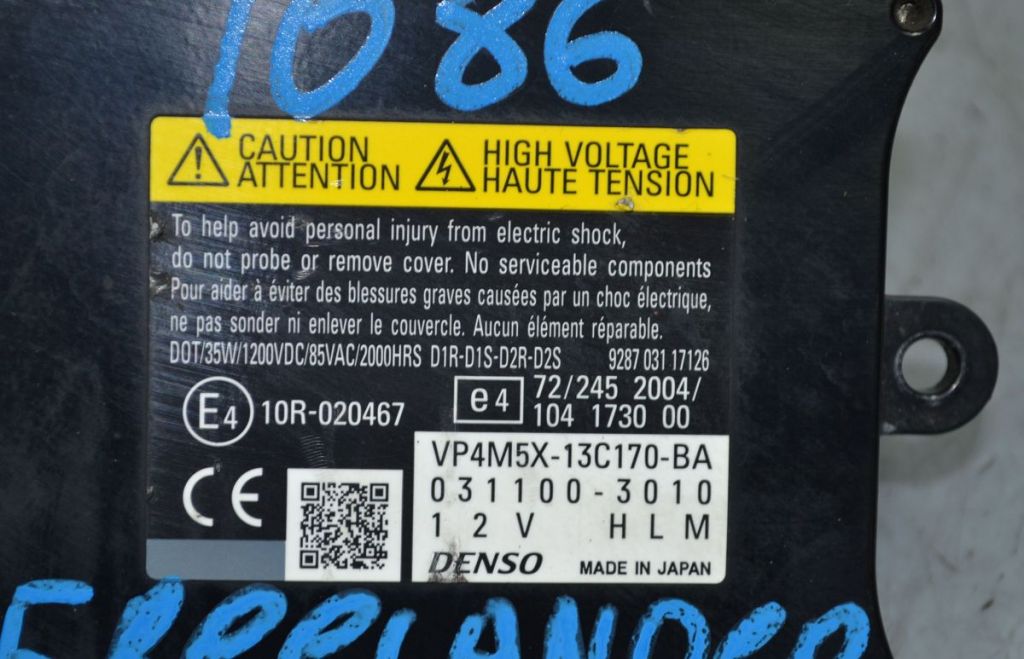 1086
CAUTION
ATTENTION
HIGH VOLTAGE
HAUTE TENSION
To help avoid personal injury from electric shock,
do not probe or remove cover. No serviceable components
Pour aider à éviter des blessures graves causées par un choc électrique,
ne pas sonder ni enlever le couvercle. Aucun élément réparable.
DOT/35W/1200VDC/85VAC/2000HRS D1R-D1S-D2R-D2S 9287 031 17126
E4 10R-020467
e4 72/245 2004/
104 1730 00
CE
VP4M5X-13C170-BA
031100-3010
12V HLM
DENSO MADE IN JAPAN
FREELANDER